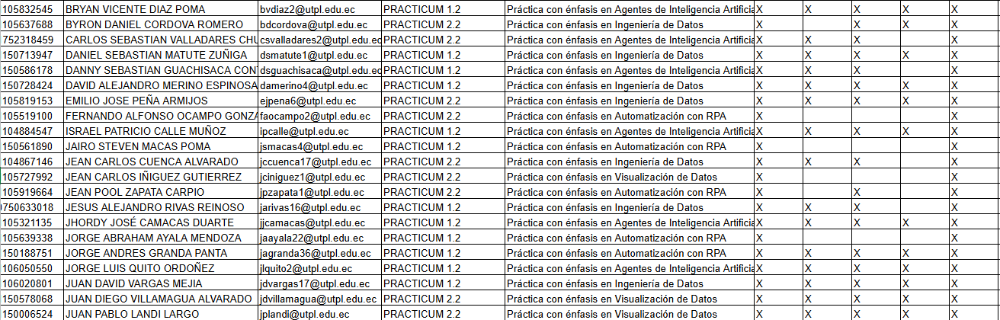 105832545 BRYAN VICENTE DIAZ POMA bvdiaz2@utpl.edu.ec PRACTICUM 1.2 Práctica con énfasis en Agentes de Inteligencia Artificia X X X X X
105637688 BYRON DANIEL CORDOVA ROMERO bdcordova@utpl.edu.ec PRACTICUM 2.2 Práctica con énfasis en Ingeniería de Datos X X X X
752318459 CARLOS SEBASTIAN VALLADARES CHU csvalladares2@utpl.edu.ec PRACTICUM 2.2 Práctica con énfasis en Agentes de Inteligencia Artificia X X X X
150713947 DANIEL SEBASTIAN MATUTE ZUÑIGA dsmatute1@utpl.edu.ec PRACTICUM 1.2 Práctica con énfasis en Ingeniería de Datos X X X X X
150586178 DANNY SEBASTIAN GUACHISACA CON dsguachisaca@utpl.edu.ec PRACTICUM 1.2 Práctica con énfasis en Agentes de Inteligencia Artificia X X X X
150728424 DAVID ALEJANDRO MERINO ESPINOSA damerino4@utpl.edu.ec PRACTICUM 1.2 Práctica con énfasis en Ingeniería de Datos X X X X X
105819153 EMILIO JOSE PEÑA ARMIJOS ejpena6@utpl.edu.ec PRACTICUM 2.2 Práctica con énfasis en Ingeniería de Datos X X X X X
105519100 FERNANDO ALFONSO OCAMPO GONZA faocampo2@utpl.edu.ec PRACTICUM 2.2 Práctica con énfasis en Automatización con RPA X X
104884547 ISRAEL PATRICIO CALLE MUÑOZ ipcalle@utpl.edu.ec PRACTICUM 1.2 Práctica con énfasis en Ingeniería de Datos X X X X X
150561890 JAIRO STEVEN MACAS POMA jsmacas4@utpl.edu.ec PRACTICUM 1.2 Práctica con énfasis en Automatización con RPA X X
104867146 JEAN CARLOS CUENCA ALVARADO jccuenca17@utpl.edu.ec PRACTICUM 2.2 Práctica con énfasis en Ingeniería de Datos X X X X
105727992 JEAN CARLOS IÑIGUEZ GUTIERREZ jciniguez1@utpl.edu.ec PRACTICUM 2.2 Práctica con énfasis en Visualización de Datos X X
105919664 JEAN POOL ZAPATA CARPIO jpzapata1@utpl.edu.ec PRACTICUM 2.2 Práctica con énfasis en Automatización con RPA X X X
0750633018 JESUS ALEJANDRO RIVAS REINOSO jarivas16@utpl.edu.ec PRACTICUM 1.2 Práctica con énfasis en Ingeniería de Datos X X X X
105321135 JHORDY JOSÉ CAMACAS DUARTE jjcamacas@utpl.edu.ec PRACTICUM 1.2 Práctica con énfasis en Agentes de Inteligencia Artificia X X X X X
105639338 JORGE ABRAHAM AYALA MENDOZA jaayala22@utpl.edu.ec PRACTICUM 1.2 Práctica con énfasis en Automatización con RPA X X
150188751 JORGE ANDRES GRANDA PANTA jagranda36@utpl.edu.ec PRACTICUM 1.2 Práctica con énfasis en Automatización con RPA X X X X X
106050550 JORGE LUIS QUITO ORDOÑEZ jlquito2@utpl.edu.ec PRACTICUM 1.2 Práctica con énfasis en Agentes de Inteligencia Artificia X X X X X
106020801 JUAN DAVID VARGAS MEJIA jdvargas17@utpl.edu.ec PRACTICUM 1.2 Práctica con énfasis en Ingeniería de Datos X X X X X
150578068 JUAN DIEGO VILLAMAGUA ALVARADO jdvillamagua@utpl.edu.ec PRACTICUM 2.2 Práctica con énfasis en Visualización de Datos X X X X X
150006524 JUAN PABLO LANDI LARGO jplandi@utpl.edu.ec PRACTICUM 2.2 Práctica con énfasis en Visualización de Datos X X X X X